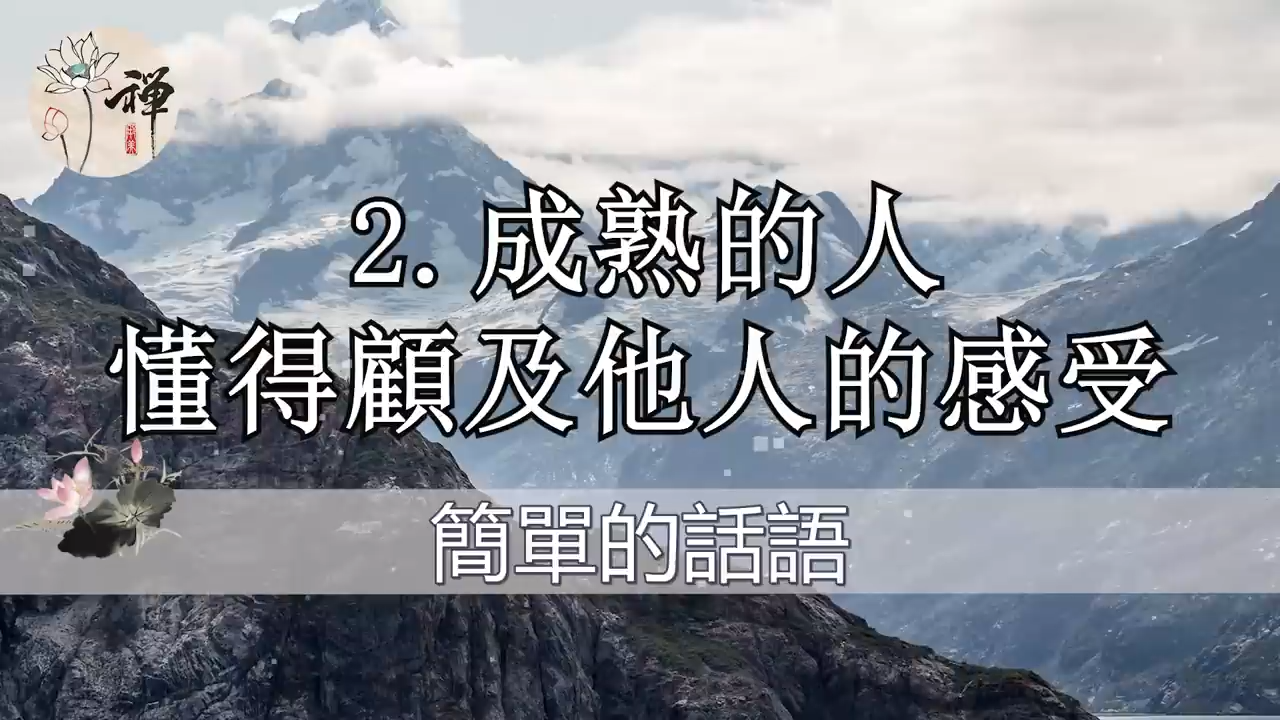 禪
2. 成熟的人
懂得顧及他人的感受
簡單的話語